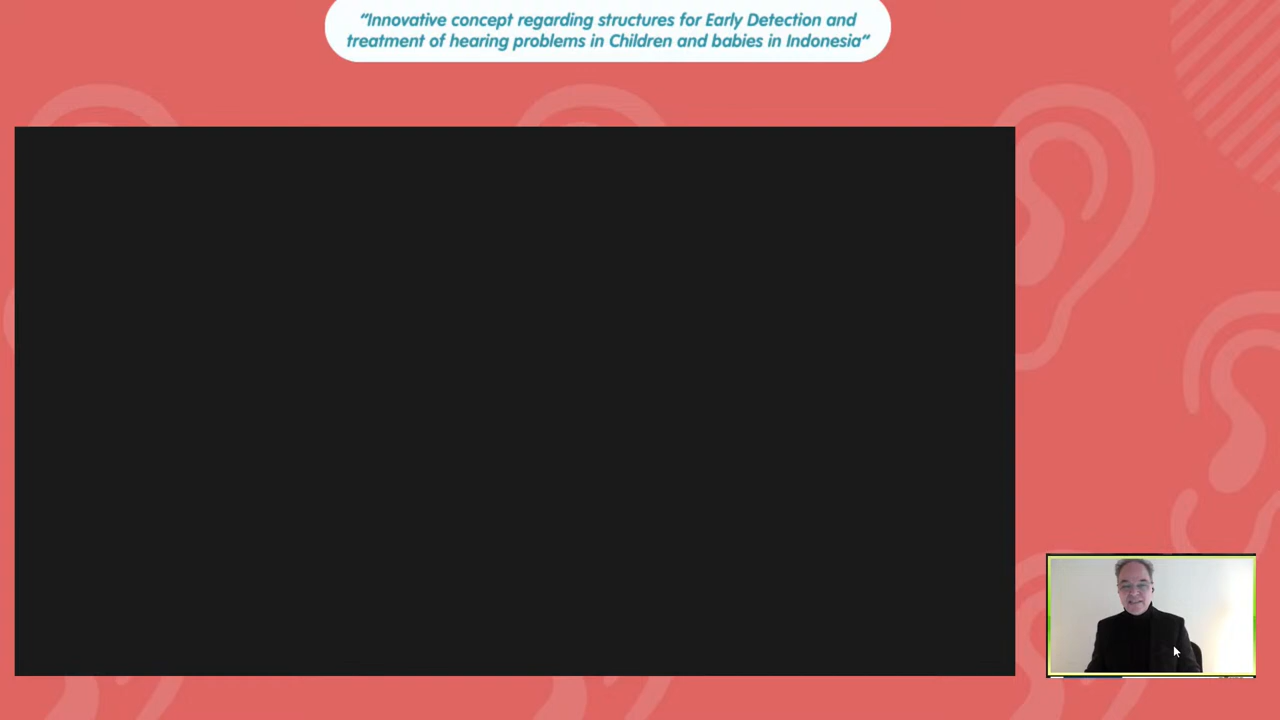 “Innovative concept regarding structures for Early Detection and
treatment of hearing problems in Children and babies in Indonesia“